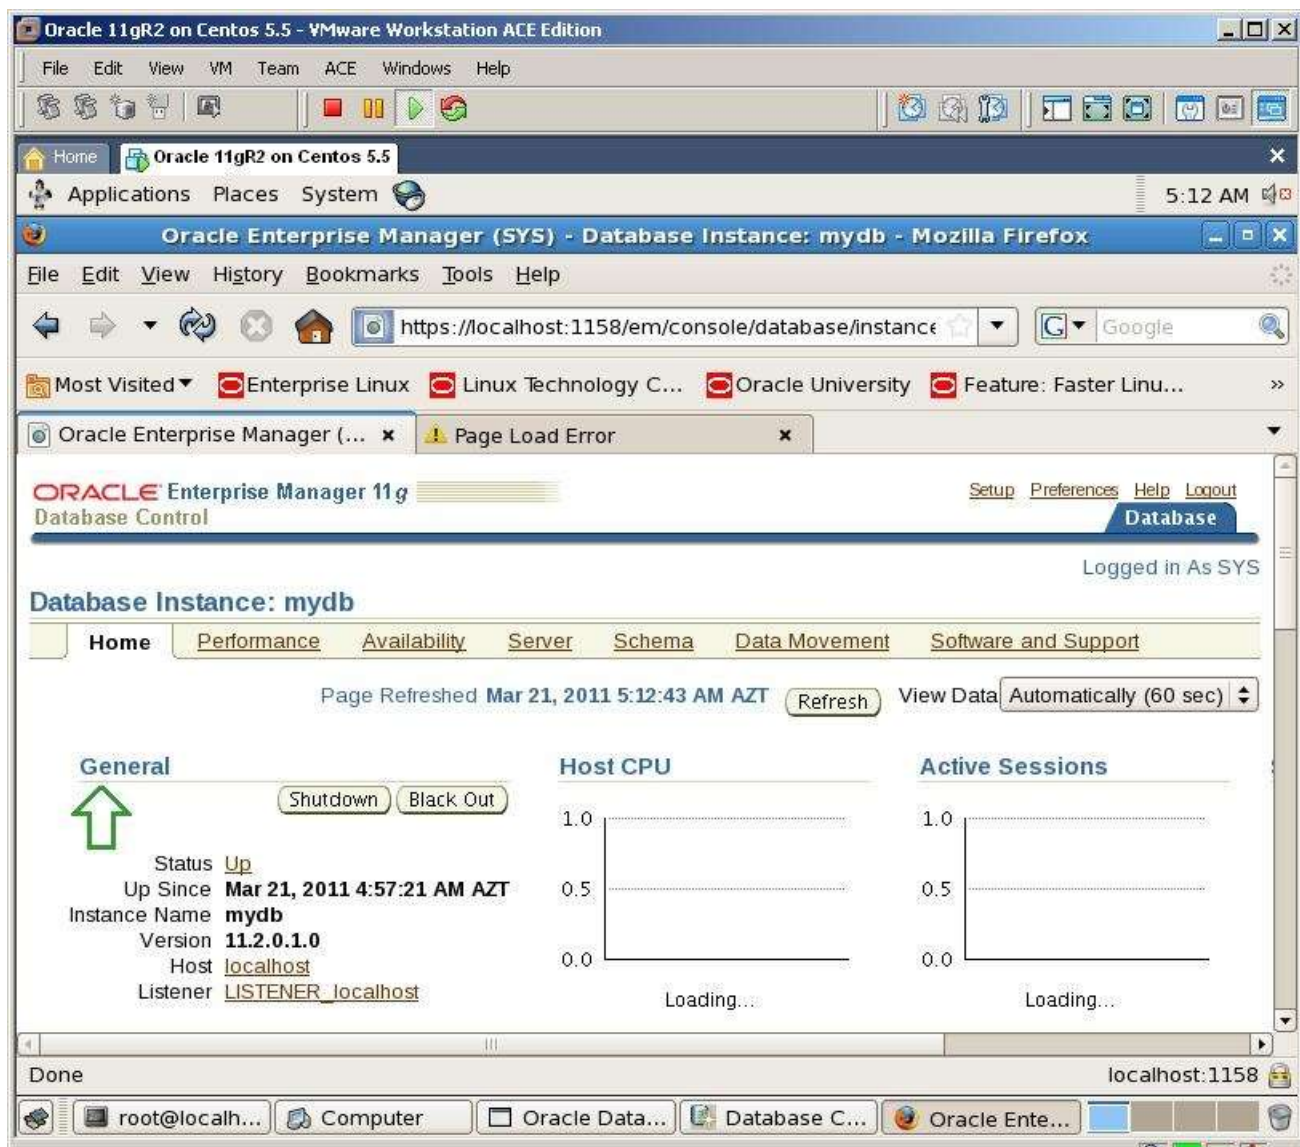 Oracle 11gR2 on Centos 5.5 - VMware Workstation ACE Edition
File Edit View VM Team ACE Windows Help
Home Oracle 11gR2 on Centos 5.5
Applications Places System 5:12 AM
Oracle Enterprise Manager (SYS) - Database Instance: mydb - Mozilla Firefox
File Edit View History Bookmarks Tools Help
https://localhost:1158/em/console/database/instance G Google
Most Visited Enterprise Linux Linux Technology C... Oracle University Feature: Faster Linu... »
Oracle Enterprise Manager (... Page Load Error
ORACLE Enterprise Manager 11g Setup Preferences Help Logout
Database Control Database
Logged in As SYS
Database Instance: mydb
Home Performance Availability Server Schema Data Movement Software and Support
Page Refreshed Mar 21, 2011 5:12:43 AM AZT Refresh View Data Automatically (60 sec)
General Host CPU Active Sessions
Shutdown Black Out
1.0 1.0
Status Up
Up Since Mar 21, 2011 4:57:21 AM AZT 0.5 0.5
Instance Name mydb
Version 11.2.0.1.0
Host localhost 0.0 0.0
Listener LISTENER_localhost Loading... Loading...
Done localhost:1158
root@localh... Computer Oracle Data... Database C... Oracle Ente...